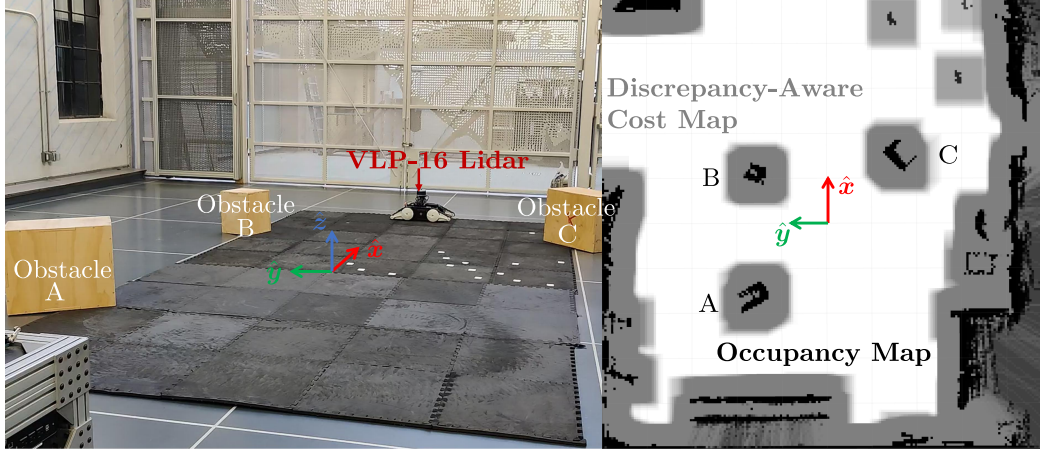 VLP-16 Lidar
Obstacle
A
Obstacle
B
Obstacle
C
ẑ
x̂
ŷ
Discrepancy-Aware
Cost Map
B
C
x̂
ŷ
A
Occupancy Map